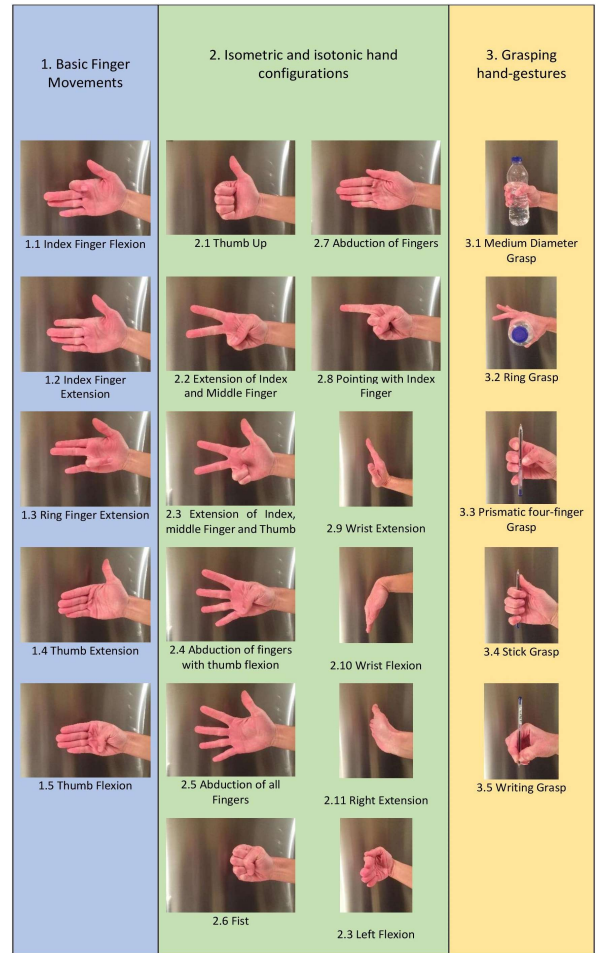 1. Basic Finger
Movements
1.1 Index Finger Flexion
1.2 Index Finger
Extension
1.3 Ring Finger Extension
1.4 Thumb Extension
1.5 Thumb Flexion
2. Isometric and isotonic hand
configurations
2.1 Thumb Up
2.2 Extension of Index
and Middle Finger
2.3 Extension of Index,
middle Finger and Thumb
2.4 Abduction of fingers
with thumb flexion
2.5 Abduction of all
Fingers
2.6 Fist
2.7 Abduction of Fingers
2.8 Pointing with Index
Finger
2.9 Wrist Extension
2.10 Wrist Flexion
2.11 Right Extension
2.3 Left Flexion
3. Grasping
hand-gestures
3.1 Medium Diameter
Grasp
3.2 Ring Grasp
3.3 Prismatic four-finger
Grasp
3.4 Stick Grasp
3.5 Writing Grasp